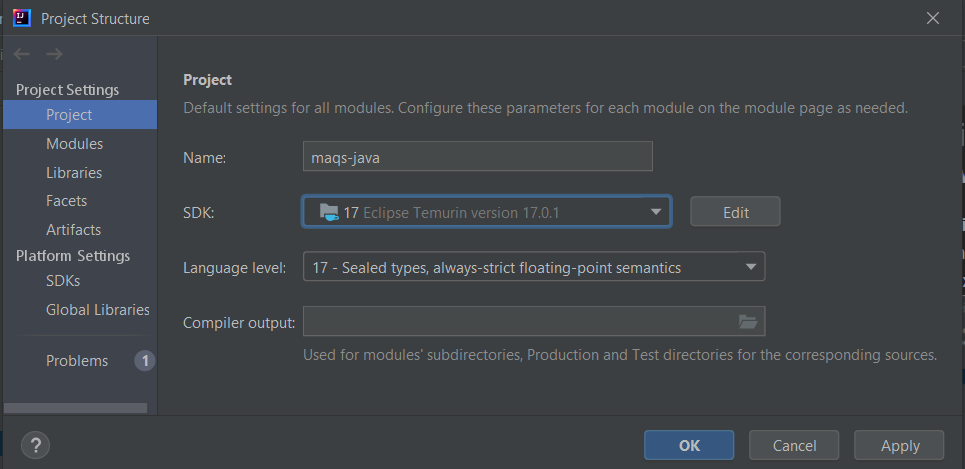 Project Structure
Project Settings
Project
Modules
Libraries
Facets
Artifacts
Platform Settings
SDKs
Global Libraries
Problems 1
Project
Default settings for all modules. Configure these parameters for each module on the module page as needed.
Name: maqs-java
SDK: 17 Eclipse Temurin version 17.0.1 Edit
Language level: 17 - Sealed types, always-strict floating-point semantics
Compiler output:
Used for modules' subdirectories, Production and Test directories for the corresponding sources.
? OK Cancel Apply